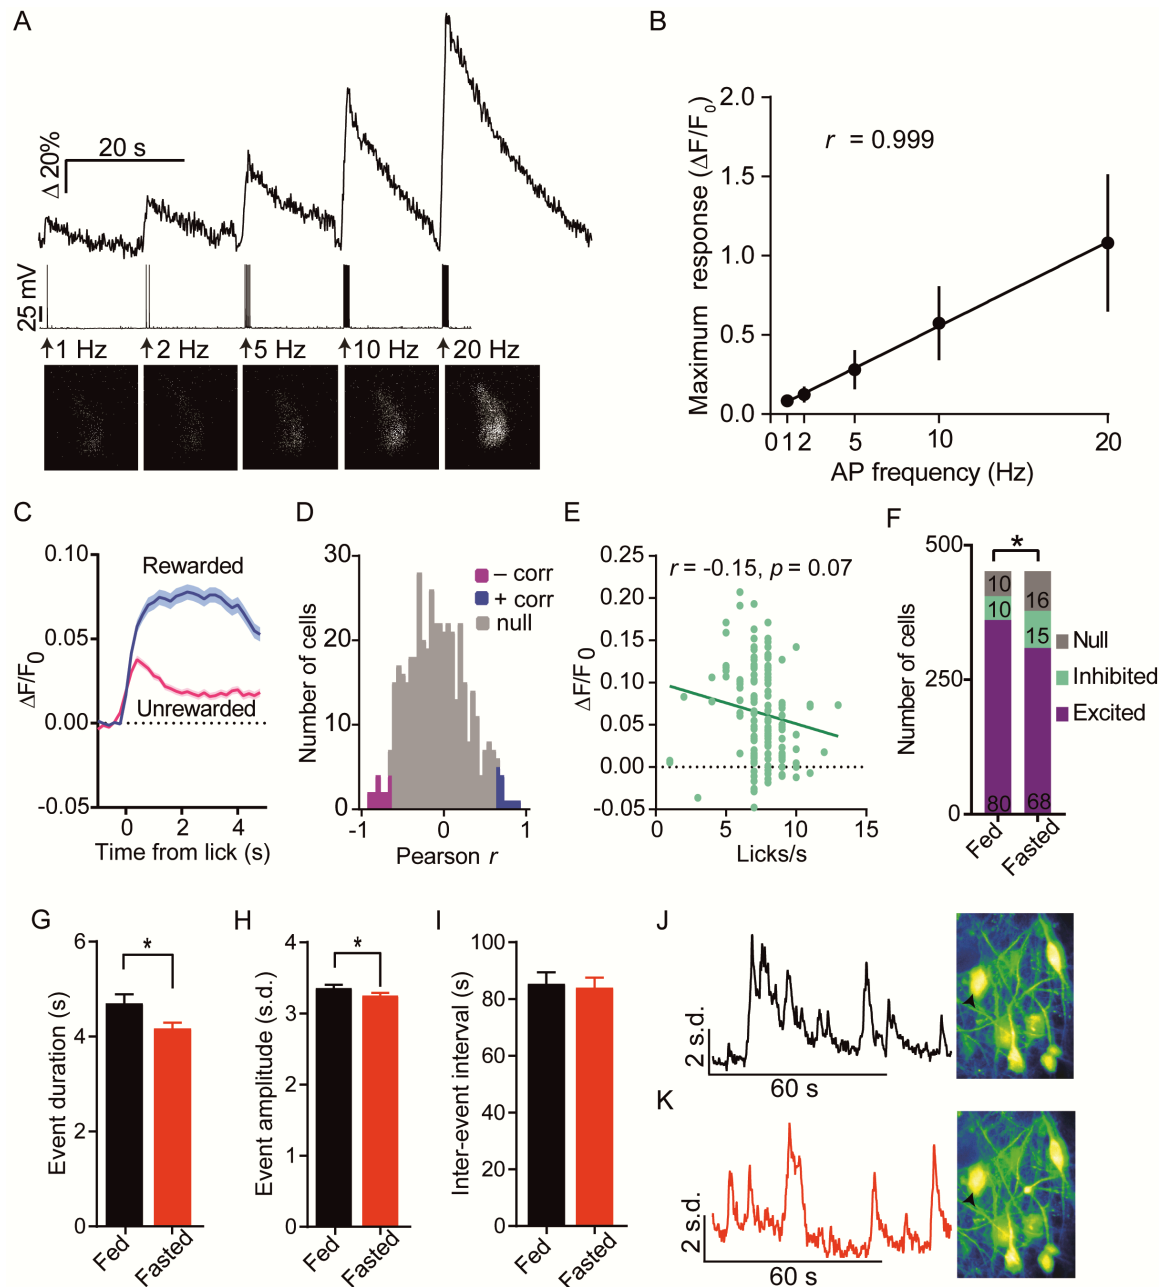 A
Δ 20%
20 s
25 mV
1 Hz
2 Hz
5 Hz
10 Hz
20 Hz
B
r = 0.999
Maximum response (ΔF/F0)
2.0
1.5
1.0
0.5
0.0
0 1 2 5 10 20
AP frequency (Hz)
C
ΔF/F0
0.10
0.05
0.00
-0.05
Rewarded
Unrewarded
0 2 4
Time from lick (s)
D
Number of cells
30
20
10
0
– corr
+ corr
null
-1 0 1
Pearson r
E
r = -0.15, p = 0.07
ΔF/F0
0.25
0.20
0.15
0.10
0.05
0.00
-0.05
0 5 10 15
Licks/s
F
*
Number of cells
500
250
0
10
10
80
16
15
68
Null
Inhibited
Excited
Fed
Fasted
G
*
Event duration (s)
6
4
2
0
Fed
Fasted
H
*
Event amplitude (s.d.)
4
3
2
1
0
Fed
Fasted
I
Inter-event interval (s)
100
80
60
40
20
0
Fed
Fasted
J
2 s.d.
60 s
K
2 s.d.
60 s